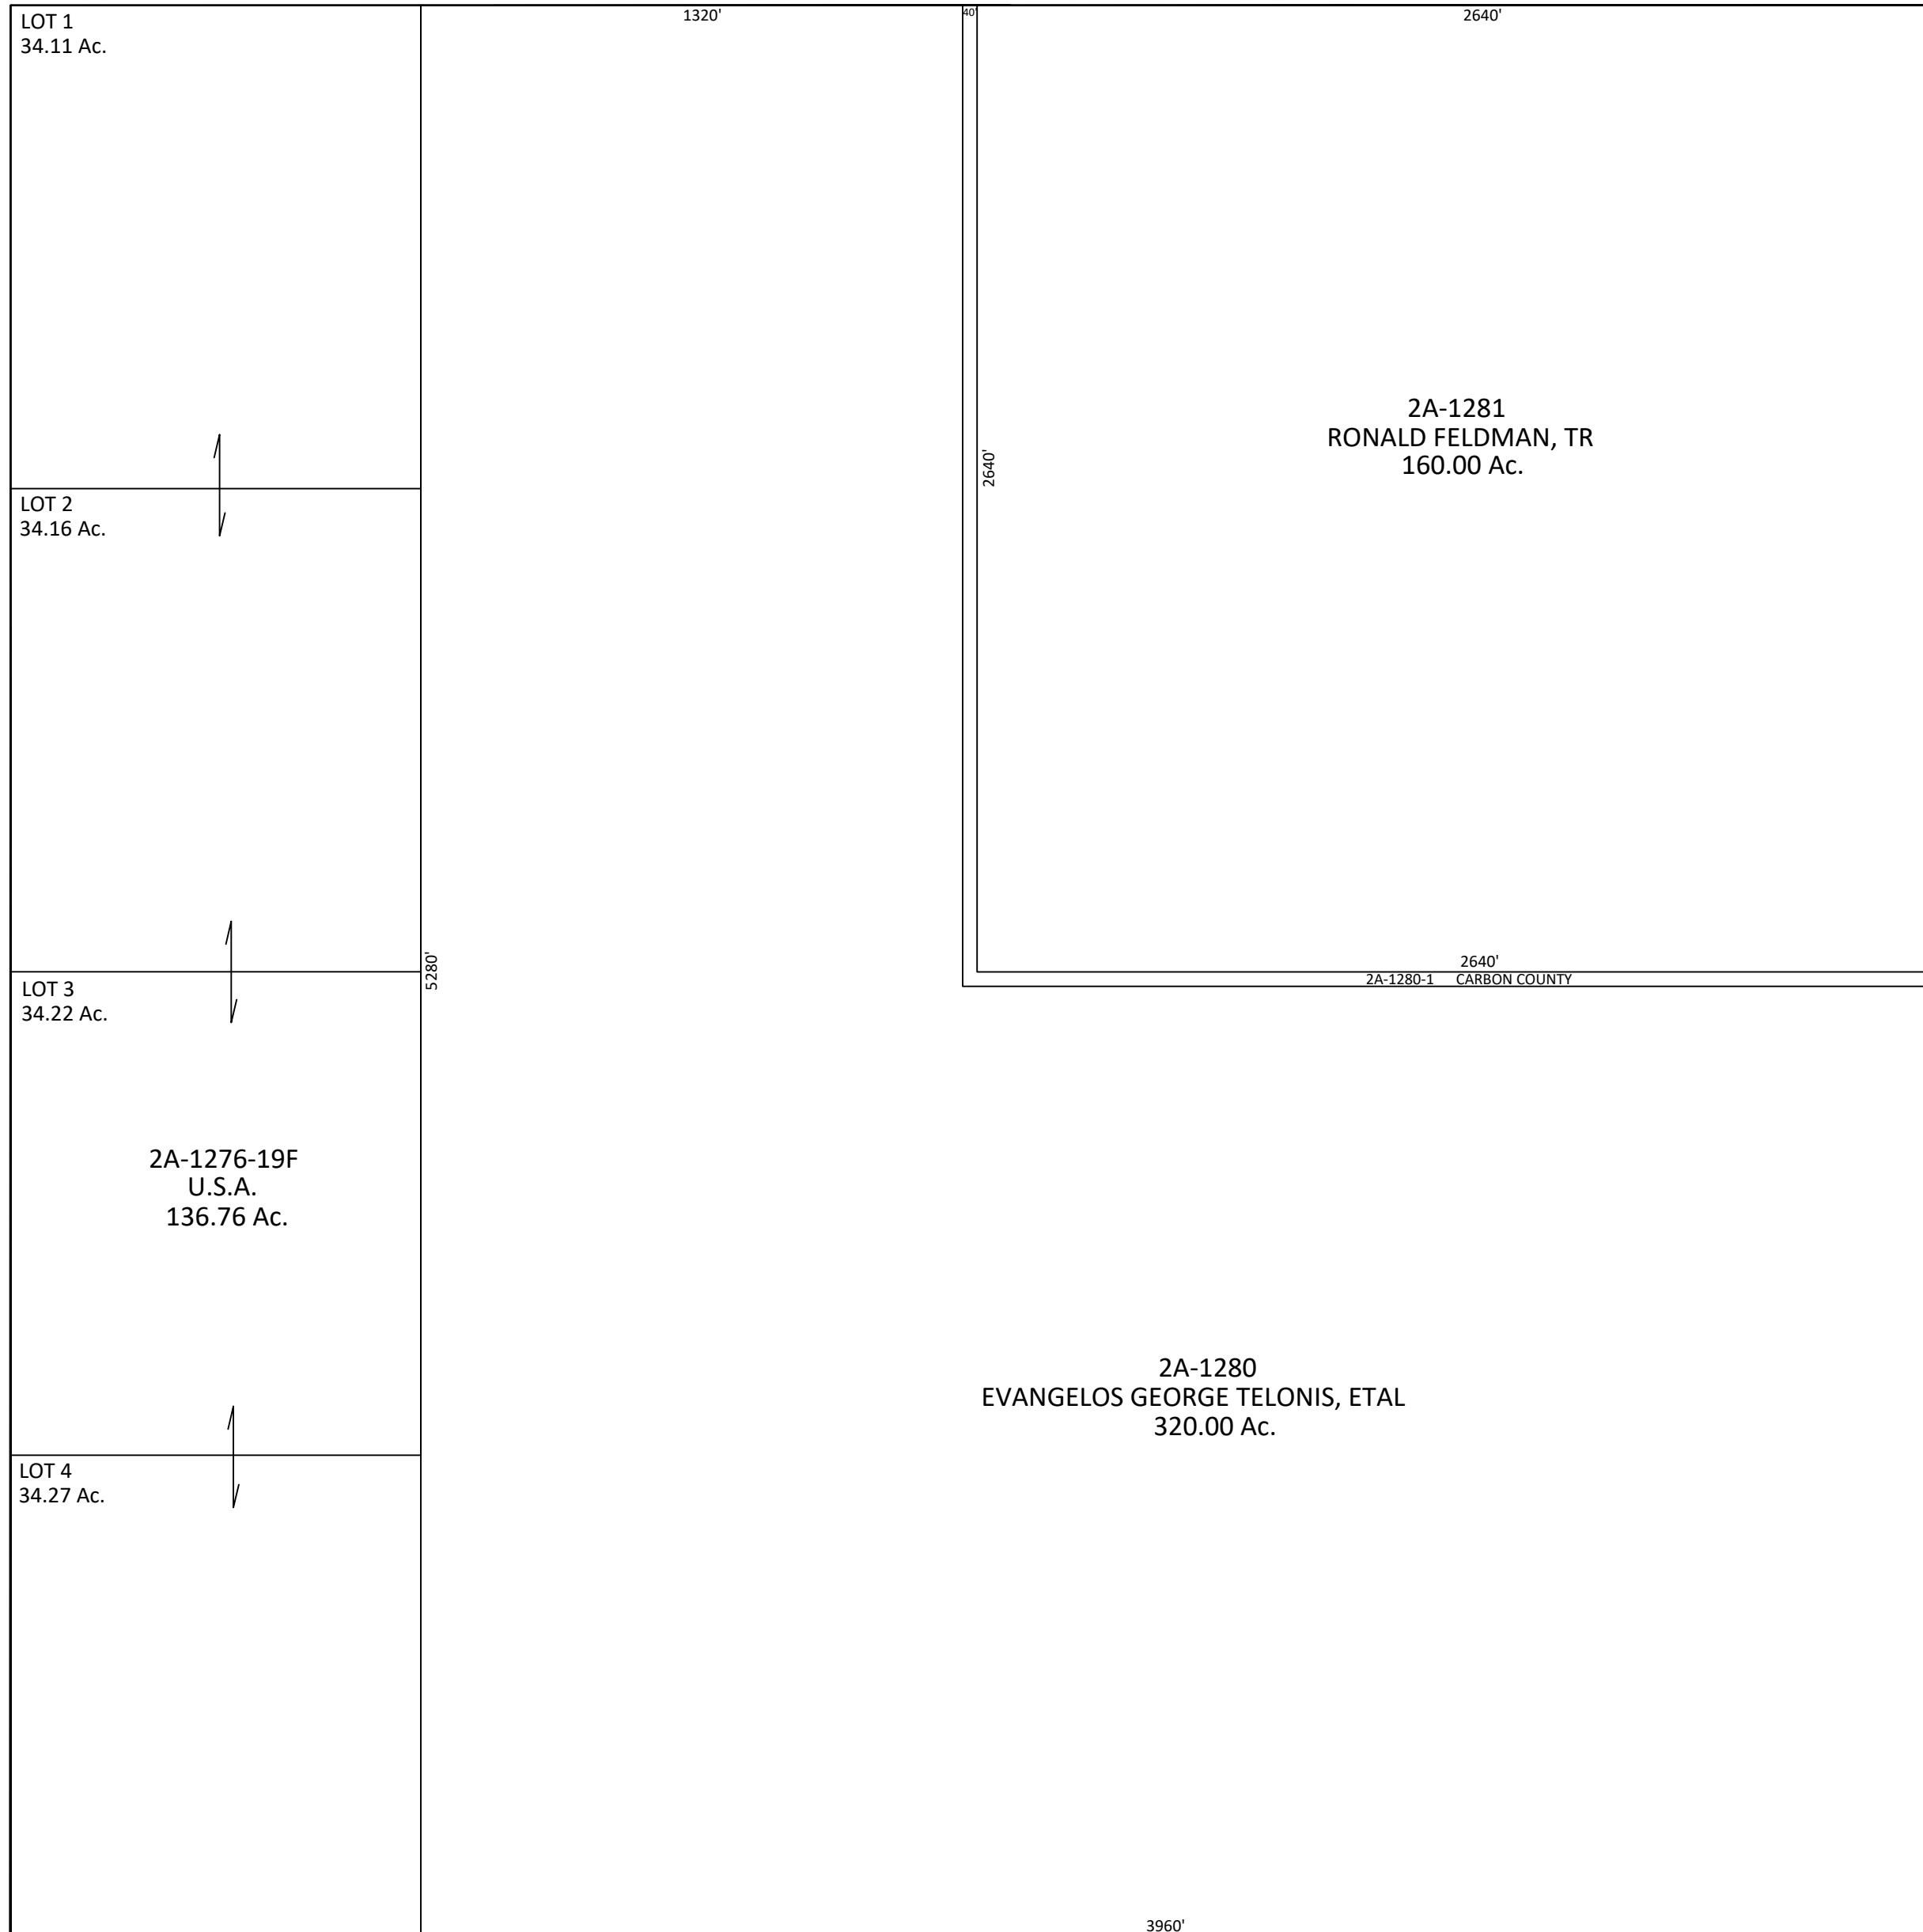 LOT 1
34.11 Ac.
1320'
40'
2640'
2A-1281
RONALD FELDMAN, TR
160.00 Ac.
2640'
LOT 2
34.16 Ac.
5280'
2640'
2A-1280-1 CARBON COUNTY
LOT 3
34.22 Ac.
2A-1276-19F
U.S.A.
136.76 Ac.
2A-1280
EVANGELOS GEORGE TELONIS, ETAL
320.00 Ac.
LOT 4
34.27 Ac.
3960'